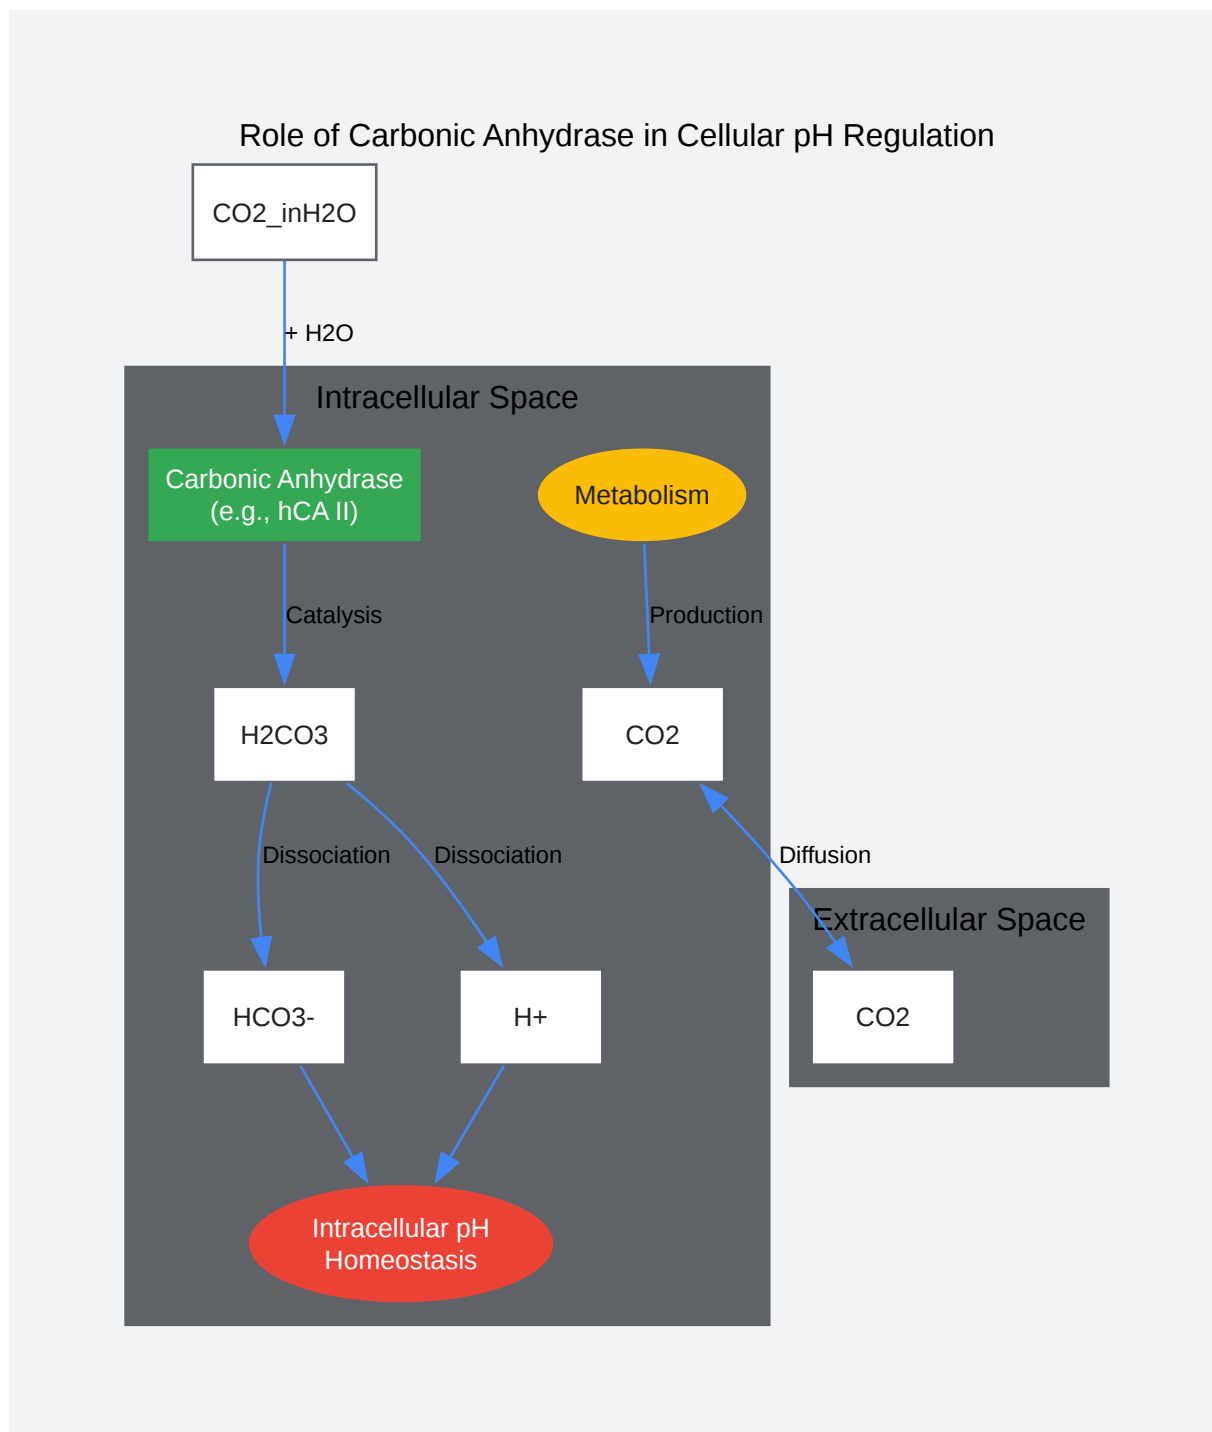 Role of Carbonic Anhydrase in Cellular pH Regulation
CO2_inH2O
+ H2O
Intracellular Space
Carbonic Anhydrase
(e.g., hCA II)
Metabolism
Catalysis
Production
H2CO3
CO2
Dissociation
Dissociation
Diffusion
Extracellular Space
HCO3-
H+
CO2
Intracellular pH
Homeostasis